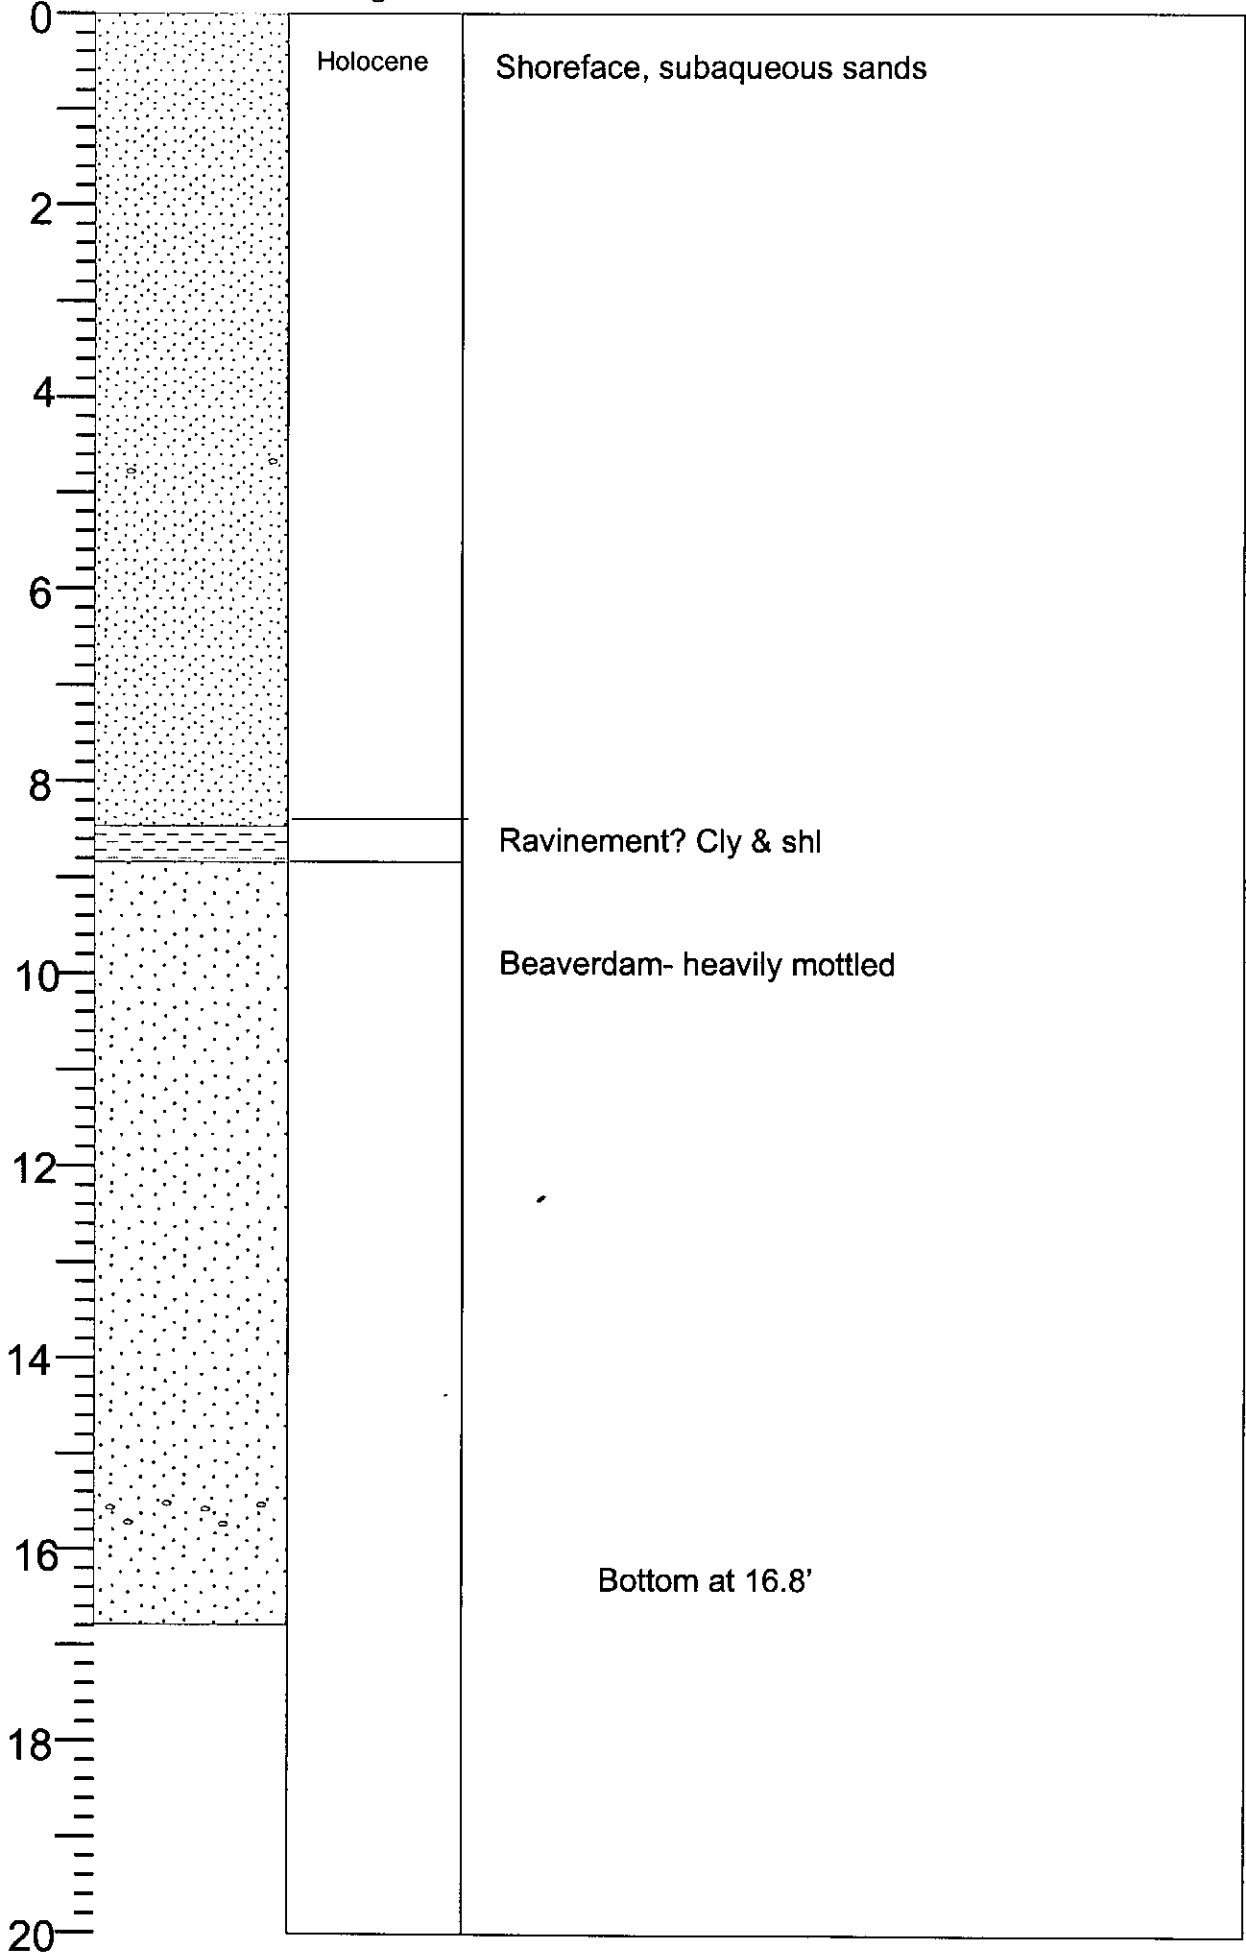 0
Holocene
Shoreface, subaqueous sands
2
4
6
8
Ravinement? Cly & shl
10
Beaverdam- heavily mottled
12
14
16
Bottom at 16.8'
18
20